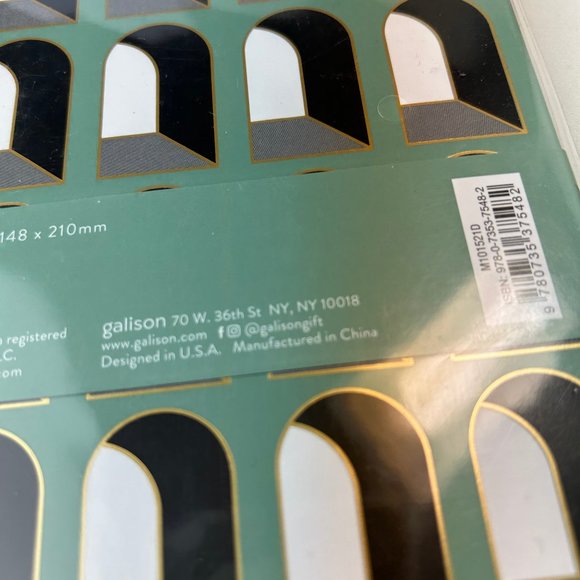 148 x 210mm
registered
C.
com
galison 70 W. 36th St NY, NY 10018
www.galison.com @galisongift
Designed in U.S.A. Manufactured in China
M101521D
ISBN: 978-0-7353-7548-2
9 780735 375482